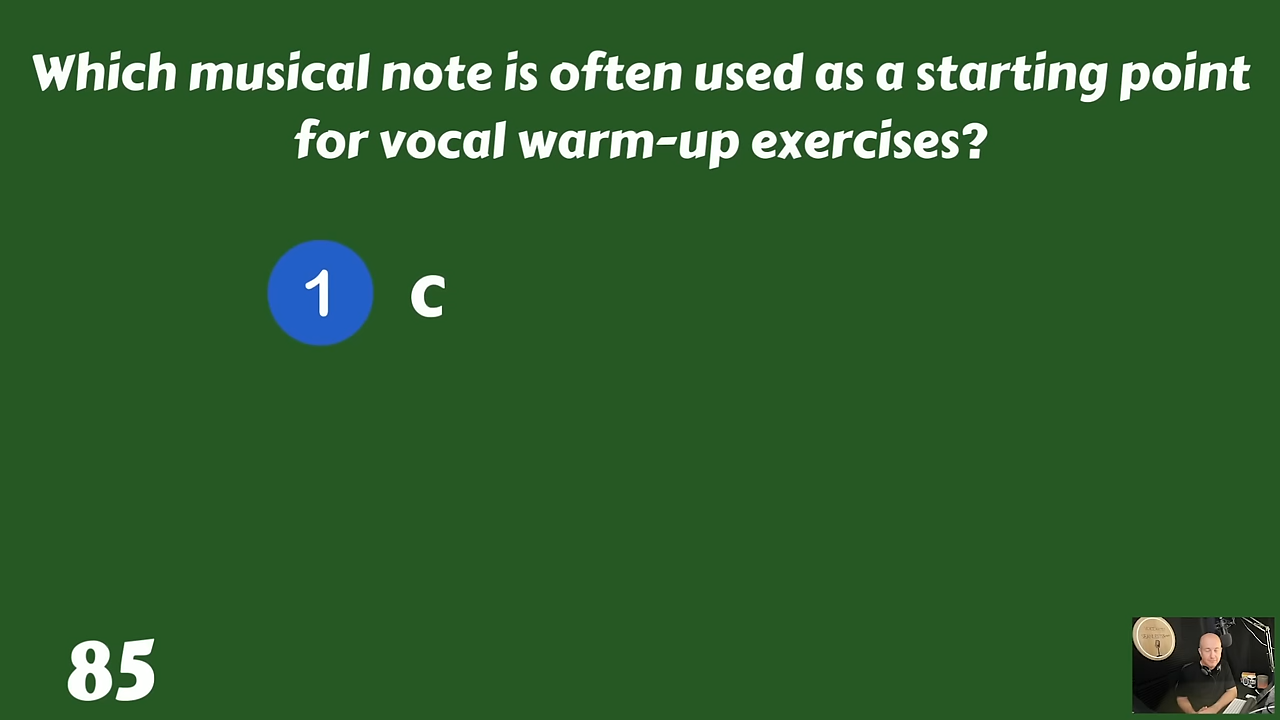 Which musical note is often used as a starting point
for vocal warm-up exercises?
1 C
85